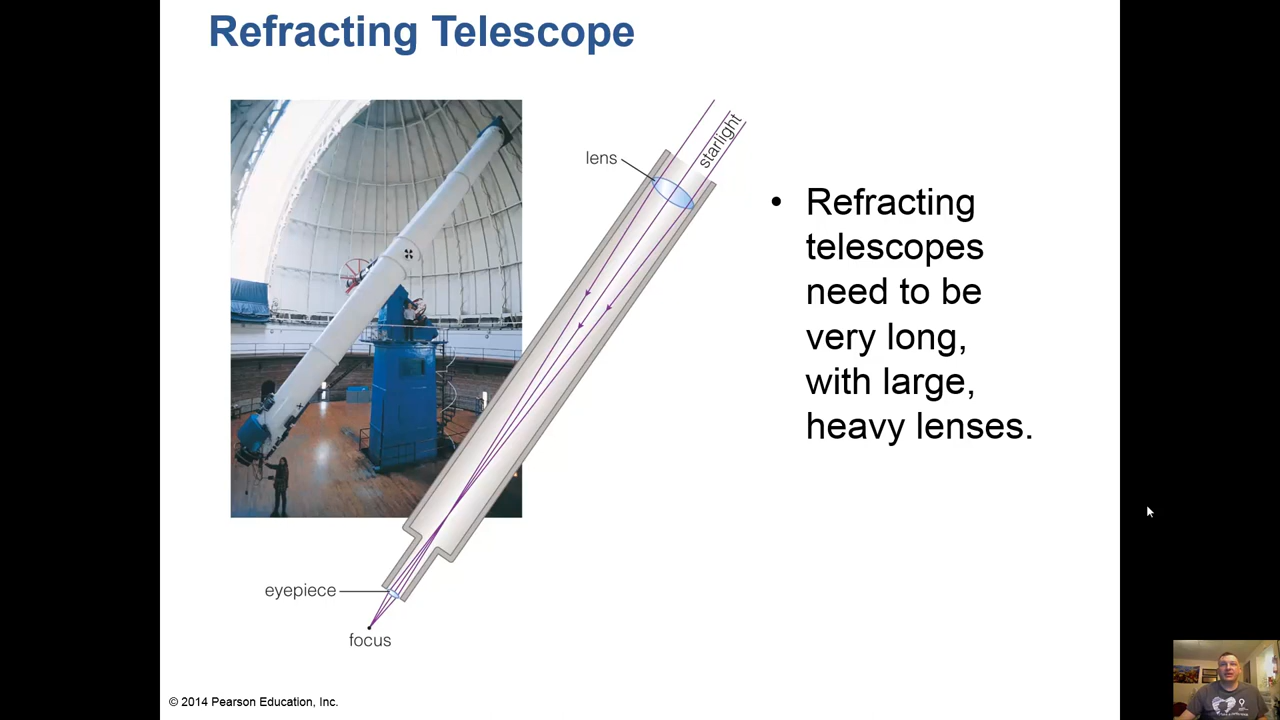 Refracting Telescope
lens
starlight
• Refracting
telescopes
need to be
very long,
with large,
heavy lenses.
eyepiece
focus
© 2014 Pearson Education, Inc.